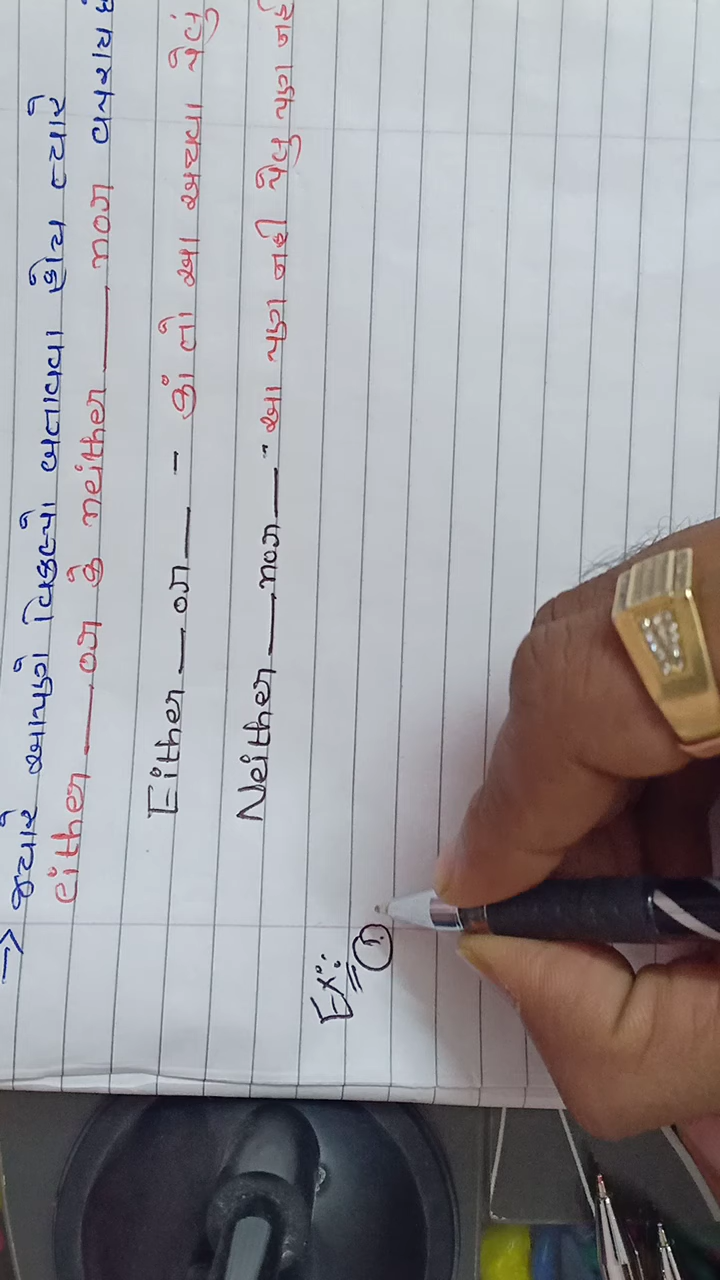 → જયારે આપણે વિકલ્પો બતાવવા હોય ત્યારે
either ___ or કે neither ___ nor વપરાય છે
Either ___ or ___ - કાં તો આ અથવા પેલું
Neither ___ nor ___ - આ પણ નહી પેલુ પણ નહી
Ex:
①